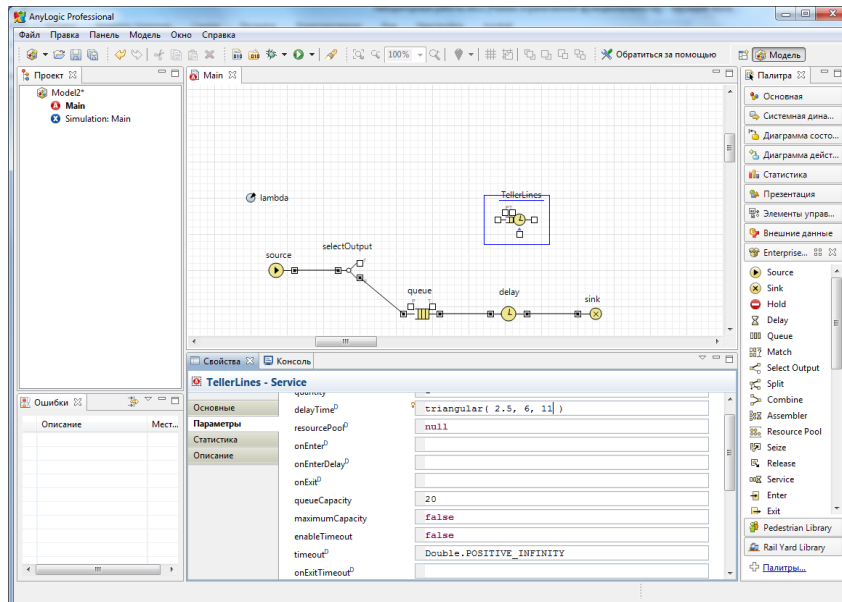 AnyLogic Professional
Файл Правка Панель Модель Окно Справка
100% Обратиться за помощью Модель
Проект
Model2*
Main
Simulation: Main
Ошибки
Описание Мест...
Main
lambda
TellerLines
source
selectOutput
queue
delay
sink
Свойства Консоль
TellerLines - Service
Основные
Параметры
Статистика
Описание
quantity
delayTime triangular( 2.5, 6, 11 )
resourcePool null
onEnter
onEnterDelay
onExit
queueCapacity 20
maximumCapacity false
enableTimeout false
timeout Double.POSITIVE_INFINITY
onExitTimeout
Палитра
Основная
Системная дина...
Диаграмма состо...
Диаграмма дейст...
Статистика
Презентация
Элементы управ...
Внешние данные
Enterprise...
Source
Sink
Hold
Delay
Queue
Match
Select Output
Split
Combine
Assembler
Resource Pool
Seize
Release
Service
Enter
Exit
Pedestrian Library
Rail Yard Library
Палитры...